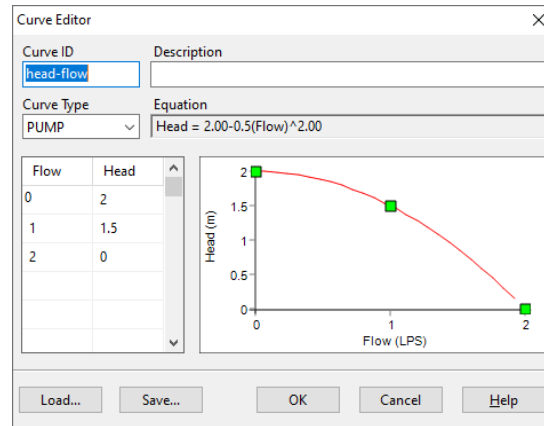 Curve Editor
Curve ID Description
head-flow
Curve Type Equation
PUMP Head = 2.00-0.5(Flow)^2.00
Flow Head
0 2
1 1.5
2 0
Head (m)
2
1.5
1
0.5
0
0 1 2
Flow (LPS)
Load... Save... OK Cancel Help